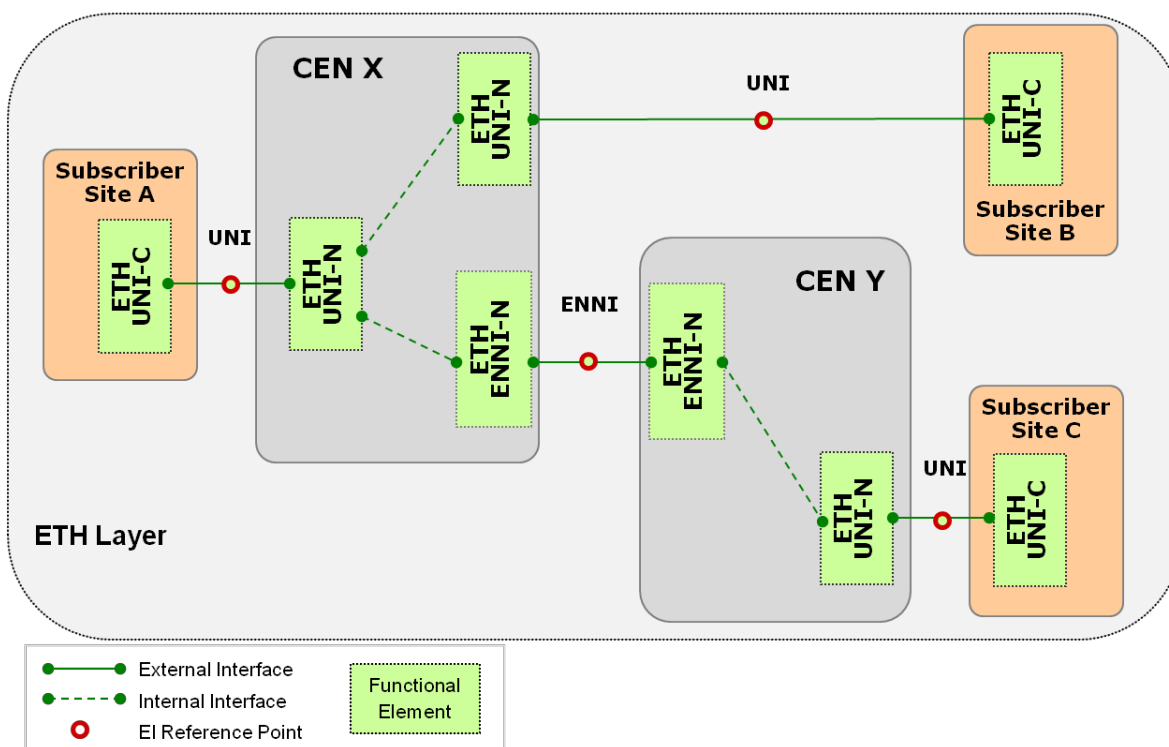 CEN X
ETH
UNI-N
UNI
ETH
UNI-C
Subscriber
Site B
Subscriber
Site A
ETH
UNI-C
UNI
ETH
UNI-N
ETH
ENNI-N
ENNI
CEN Y
ETH
ENNI-N
ETH
UNI-N
UNI
Subscriber
Site C
ETH
UNI-C
ETH Layer
External Interface
Internal Interface
EI Reference Point
Functional
Element